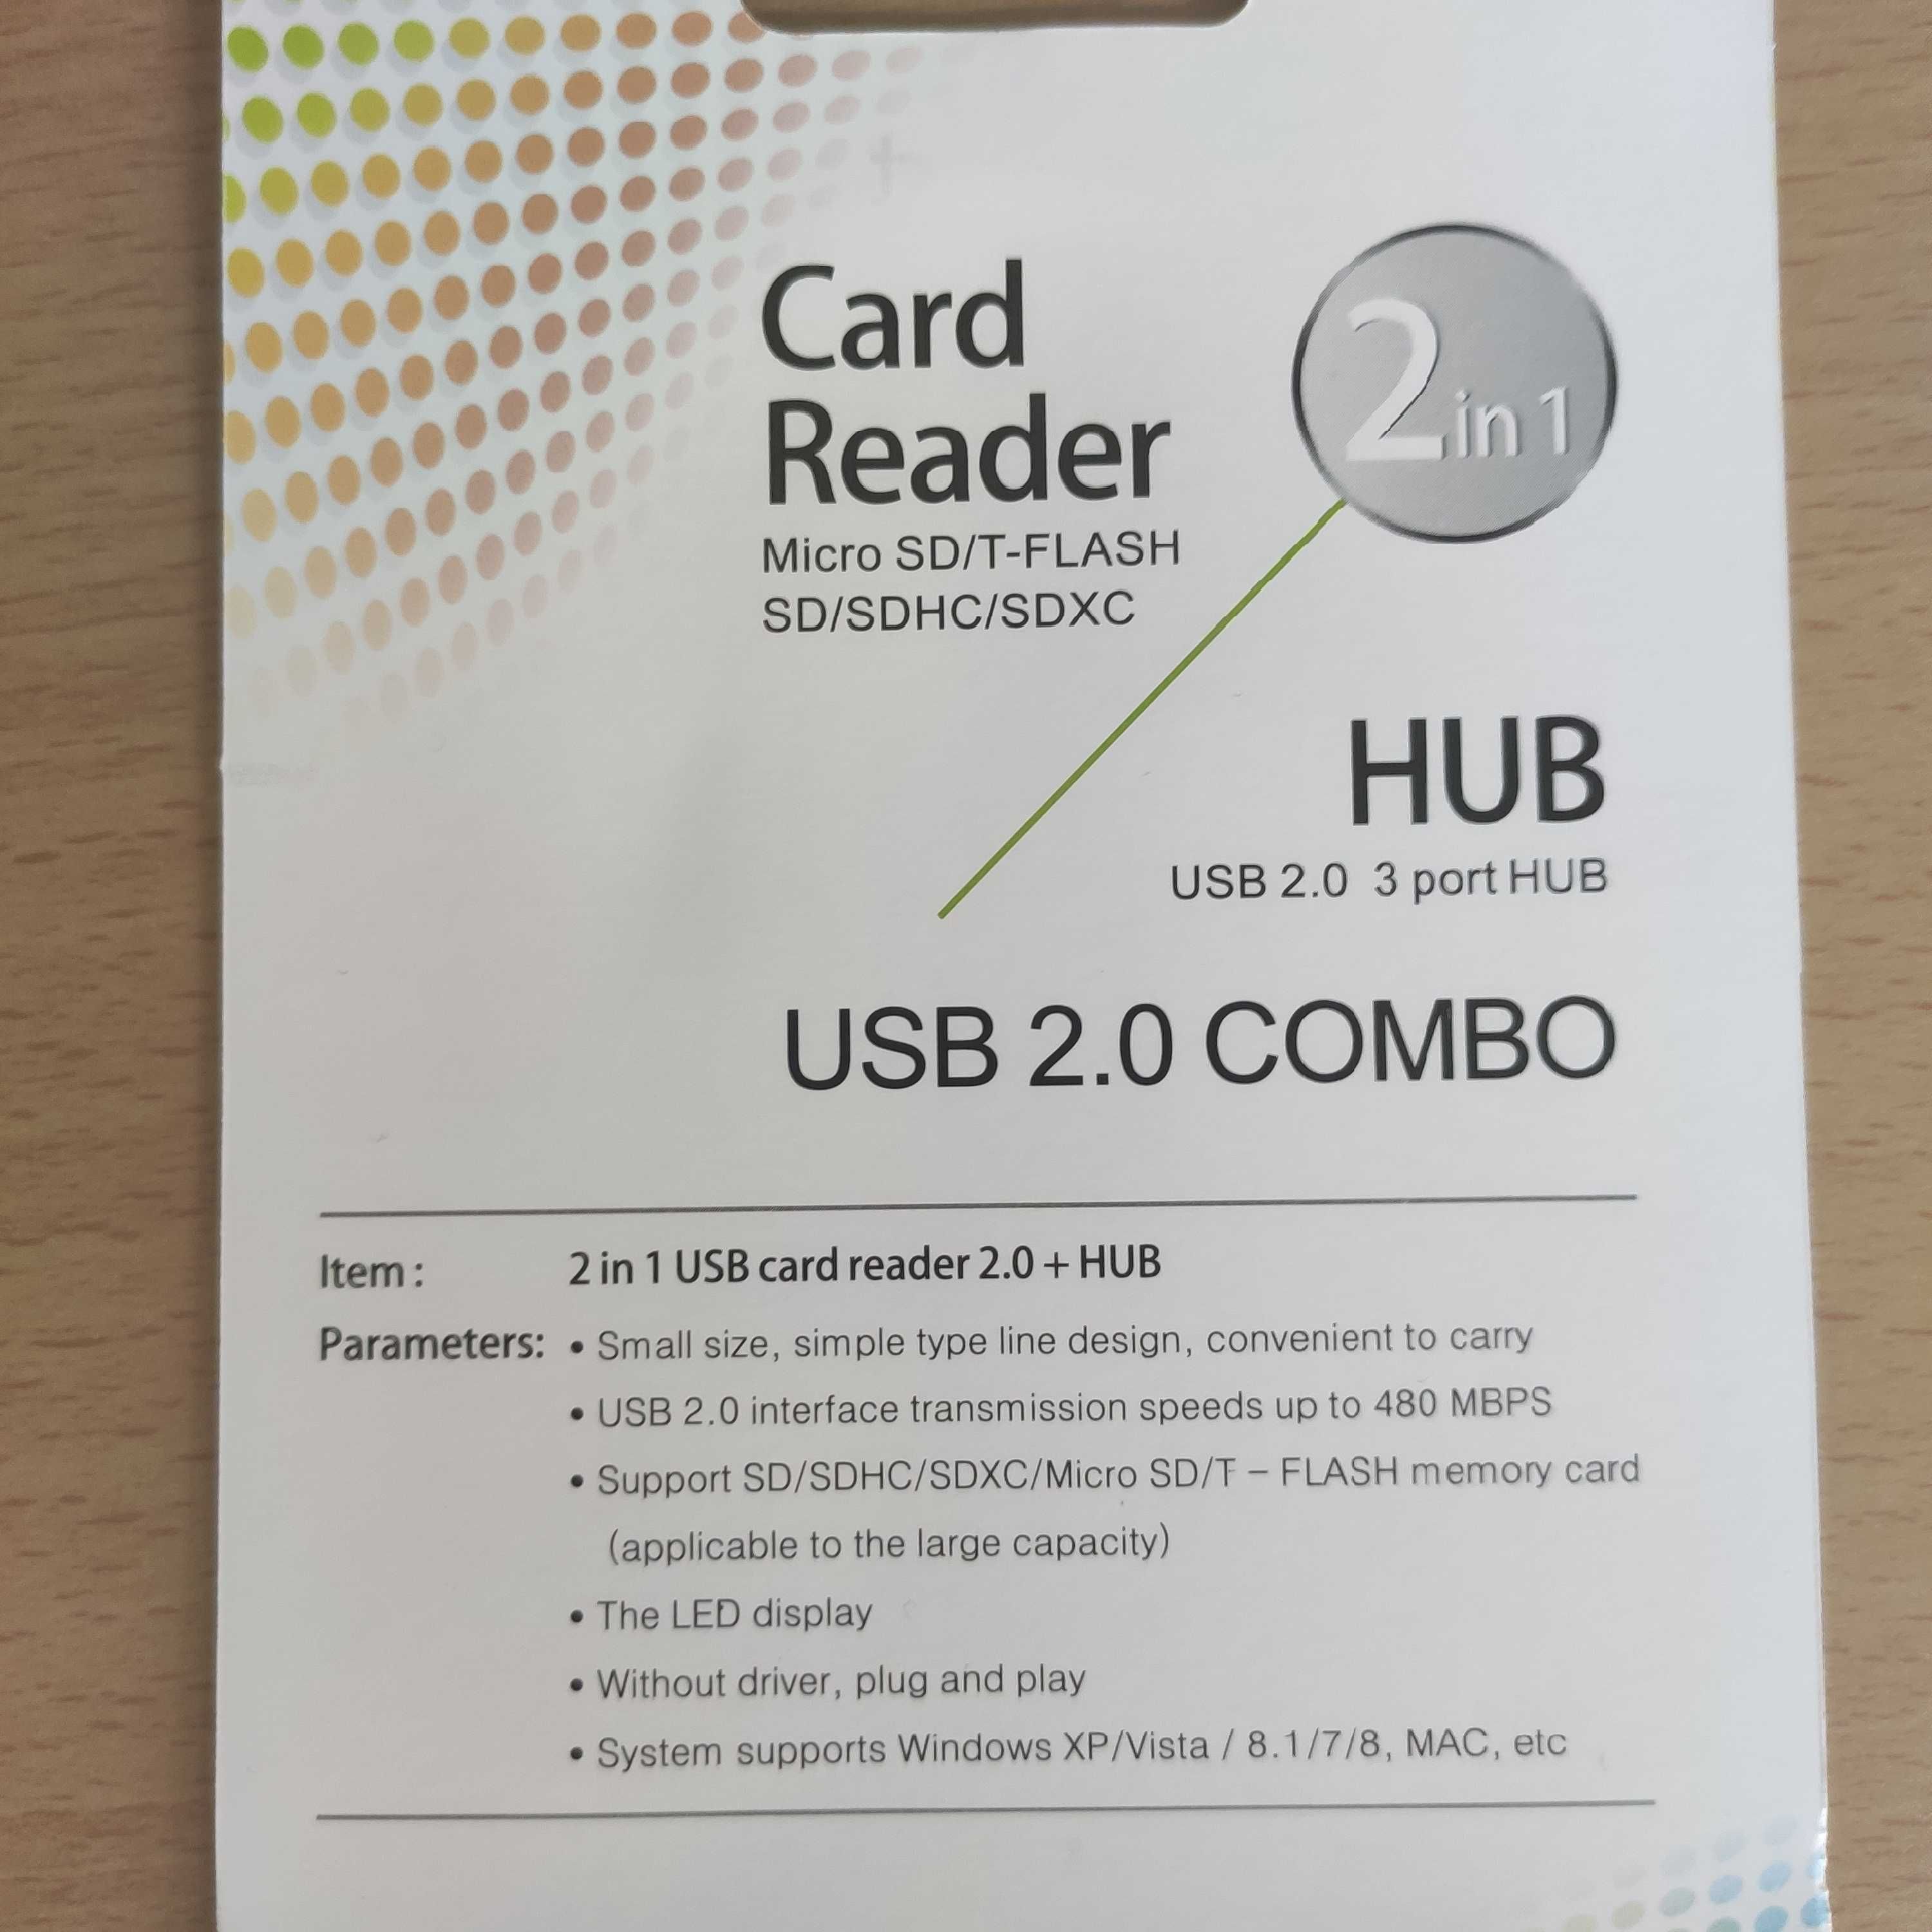 Card
Reader
Micro SD/T-FLASH
SD/SDHC/SDXC
2 in 1
HUB
USB 2.0 3 port HUB
USB 2.0 COMBO
Item : 2 in 1 USB card reader 2.0 + HUB
Parameters: • Small size, simple type line design, convenient to carry
• USB 2.0 interface transmission speeds up to 480 MBPS
• Support SD/SDHC/SDXC/Micro SD/T – FLASH memory card
(applicable to the large capacity)
• The LED display
• Without driver, plug and play
• System supports Windows XP/Vista / 8.1/7/8, MAC, etc